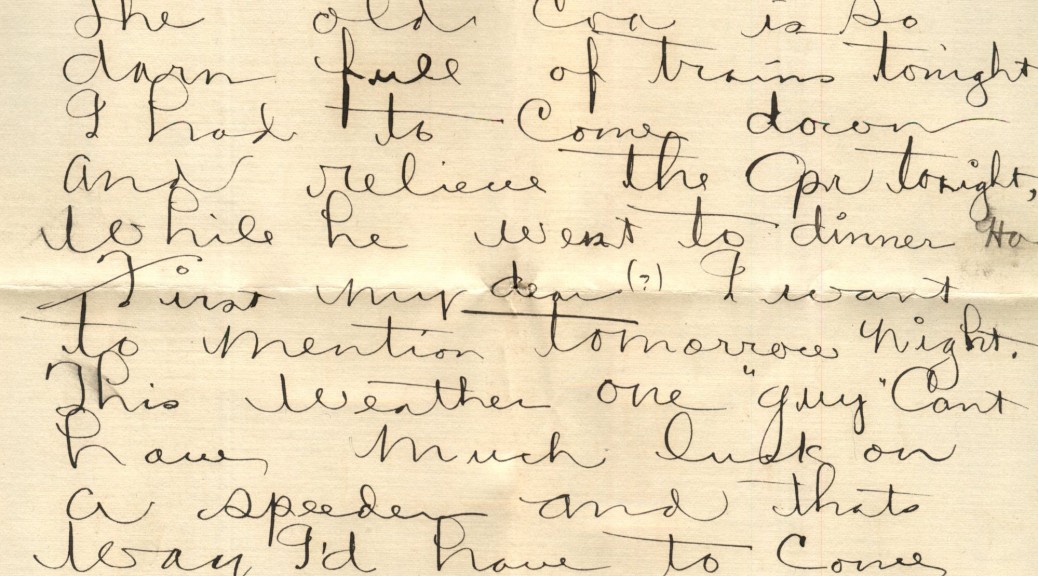 The old Coa is so
darn full of trains tonight
I had to come down
and relieve the Opr tonight,
While he went to dinner Ho
First my dear (?) I want
to mention tomorrow night.
This weather one "guy" Cant
have much luck on
a speeder and thats
way I'd have to come